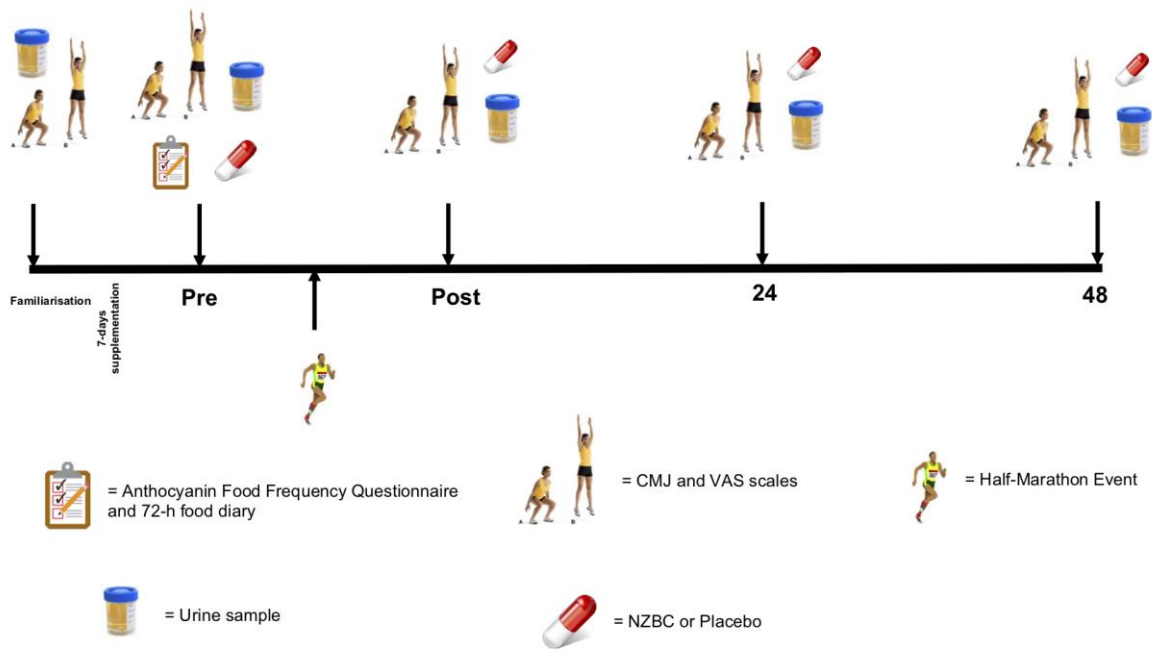 A B
A B
A B
A B
A B
Familiarisation
7-days
supplementation
Pre
Post
24
48
= Anthocyanin Food Frequency Questionnaire
and 72-h food diary
A B
= CMJ and VAS scales
= Half-Marathon Event
= Urine sample
= NZBC or Placebo